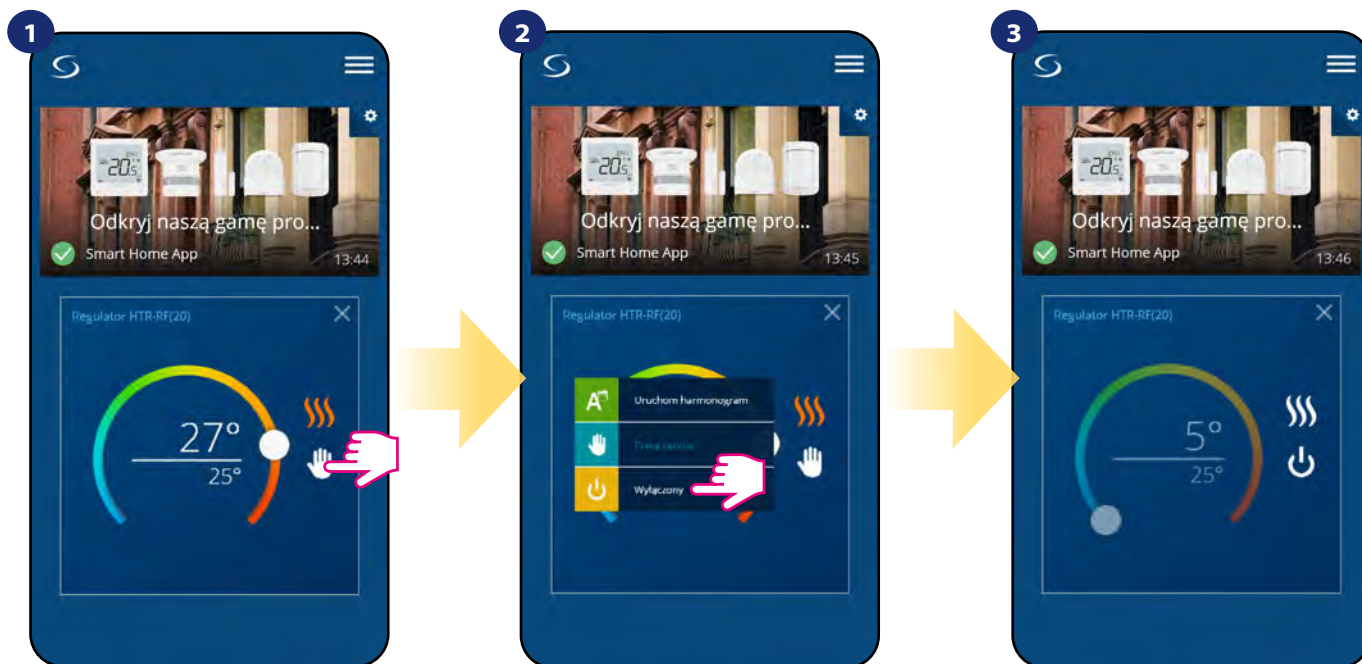 1
13:44
Odkryj naszą gamę pro...
Smart Home App
Regulator HTR-RF(20)
27°
25°
2
13:45
Odkryj naszą gamę pro...
Smart Home App
Regulator HTR-RF(20)
A
Uruchom harmonogram
Wyłączony
3
13:46
Odkryj naszą gamę pro...
Smart Home App
Regulator HTR-RF(20)
5°
25°